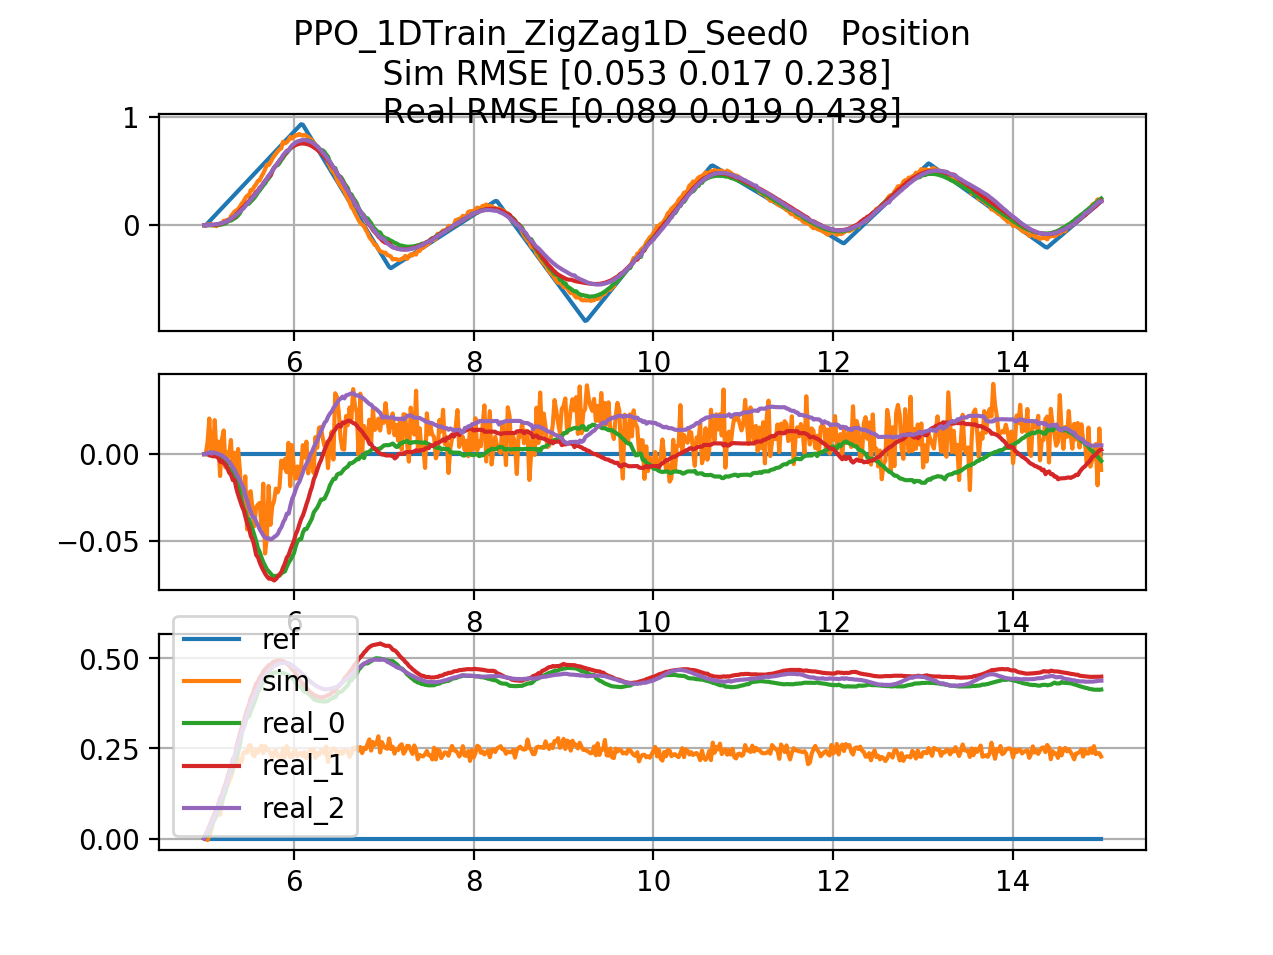 PPO_1DTrain_ZigZag1D_Seed0 Position
Sim RMSE [0.053 0.017 0.238]
Real RMSE [0.089 0.019 0.438]
1
0
6 8 10 12 14
0.00
−0.05
6 8 10 12 14
0.50
0.25
0.00
ref
sim
real_0
real_1
real_2
6 8 10 12 14